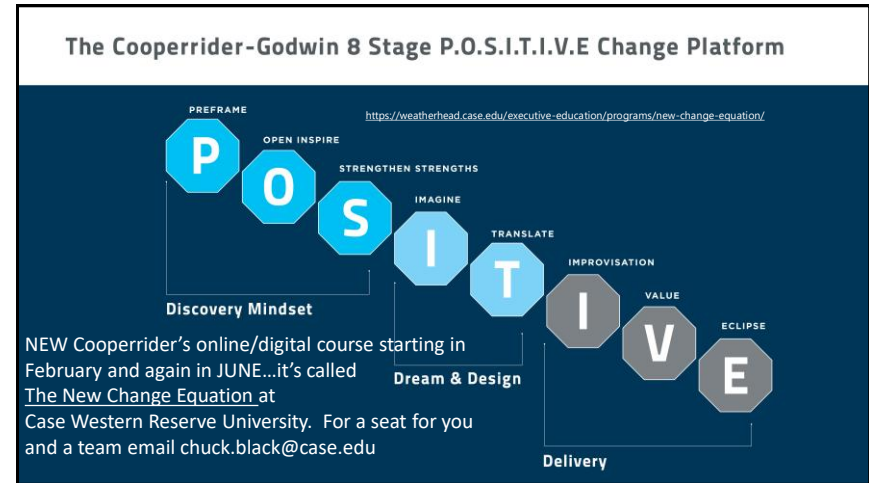 The Cooperrider-Godwin 8 Stage P.O.S.I.T.I.V.E Change Platform
https://weatherhead.case.edu/executive-education/programs/new-change-equation/
PREFRAME
P
OPEN INSPIRE
O
STRENGTHEN STRENGTHS
S
IMAGINE
I
TRANSLATE
T
IMPROVISATION
I
VALUE
V
ECLIPSE
E
Discovery Mindset
Dream & Design
Delivery
NEW Cooperrider’s online/digital course starting in
February and again in JUNE…it’s called
The New Change Equation at
Case Western Reserve University. For a seat for you
and a team email chuck.black@case.edu